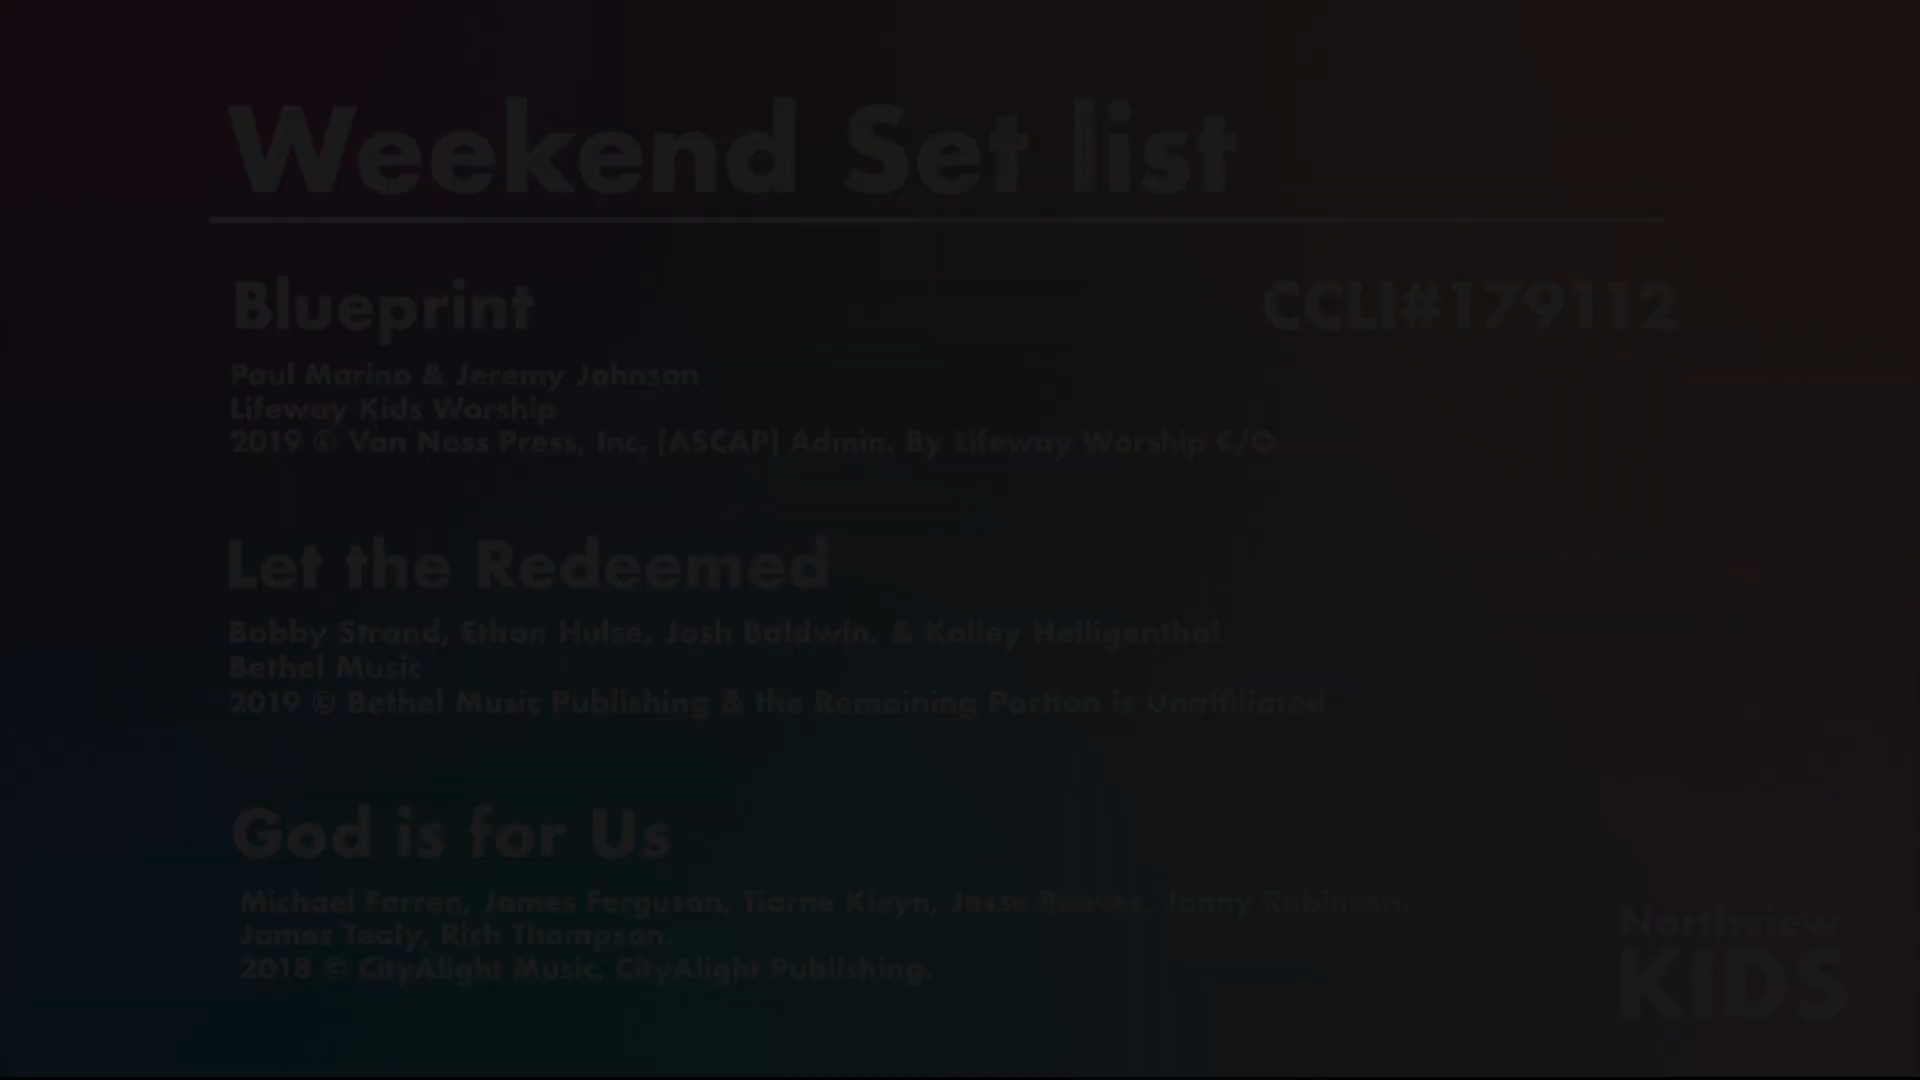 Weekend Set list
Blueprint
CCLI#179112
Paul Marino & Jeremy Johnson
Lifeway Kids Worship
2019 © Van Ness Press, Inc. [ASCAP] Admin. By Lifeway Worship C/O
Let the Redeemed
Bobby Strand, Ethan Hulse, Josh Baldwin, & Kalley Heiligenthal
Bethel Music
2019 © Bethel Music Publishing & the Remaining Portion is Unaffiliated
God is for Us
Michael Farren, James Ferguson, Tiarne Kleyn, Jesse Reeves, Jonny Robinson,
James Tealy, Rich Thompson.
2018 © CityAlight Music, CityAlight Publishing.
Northview
KIDS